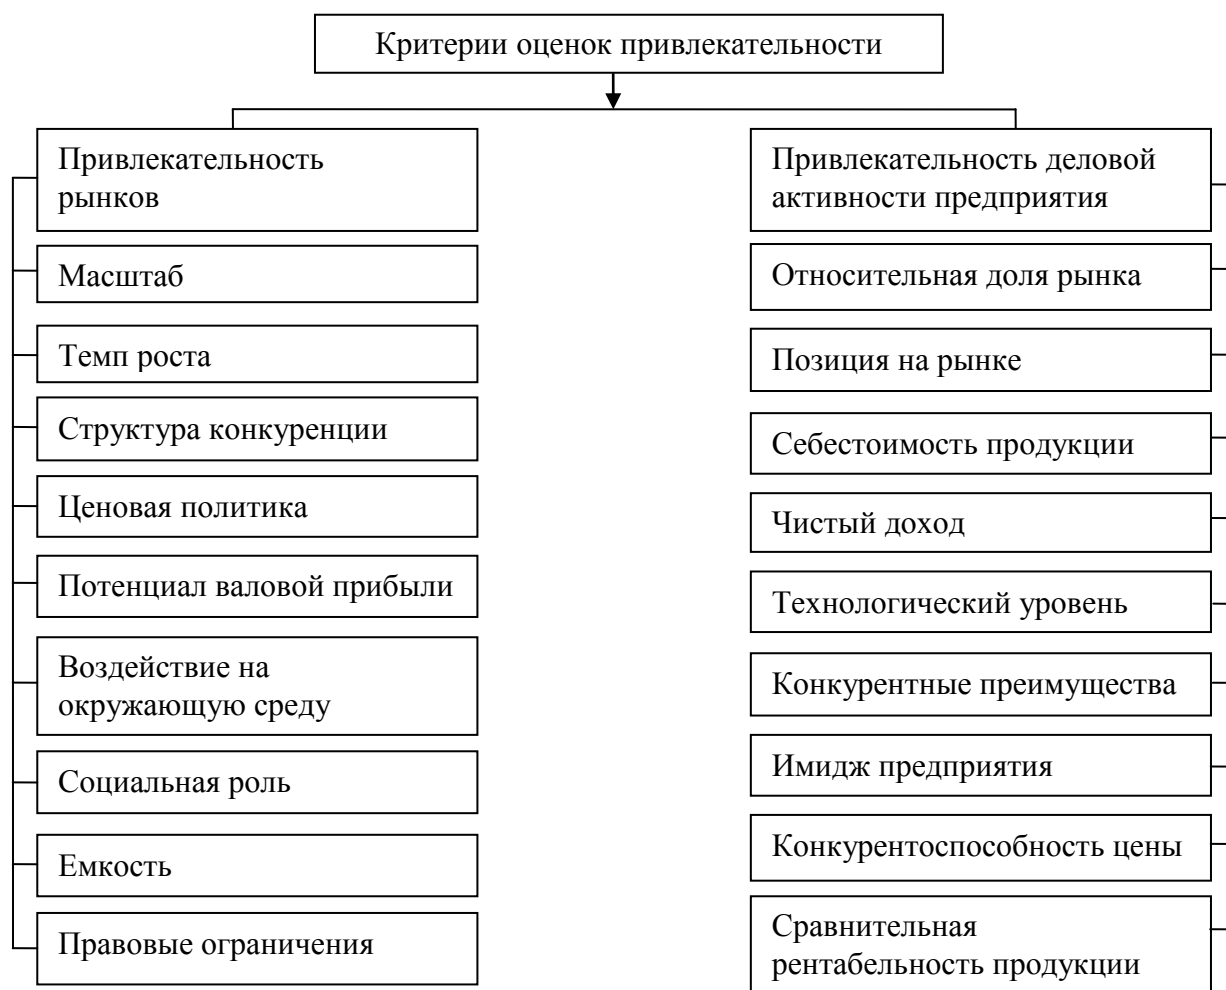 Критерии оценок привлекательности
Привлекательность
рынков
Масштаб
Темп роста
Структура конкуренции
Ценовая политика
Потенциал валовой прибыли
Воздействие на
окружающую среду
Социальная роль
Емкость
Правовые ограничения
Привлекательность деловой
активности предприятия
Относительная доля рынка
Позиция на рынке
Себестоимость продукции
Чистый доход
Технологический уровень
Конкурентные преимущества
Имидж предприятия
Конкурентоспособность цены
Сравнительная
рентабельность продукции